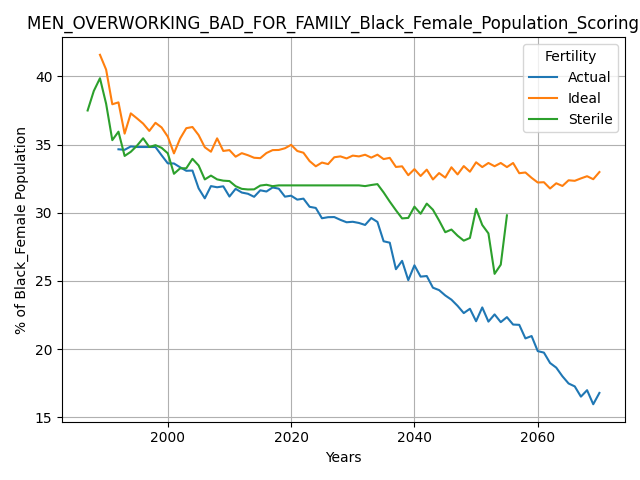 MEN_OVERWORKING_BAD_FOR_FAMILY_Black_Female_Population_Scoring
Fertility
Actual
Ideal
Sterile
% of Black_Female Population
40
35
30
25
20
15
2000
2020
2040
2060
Years